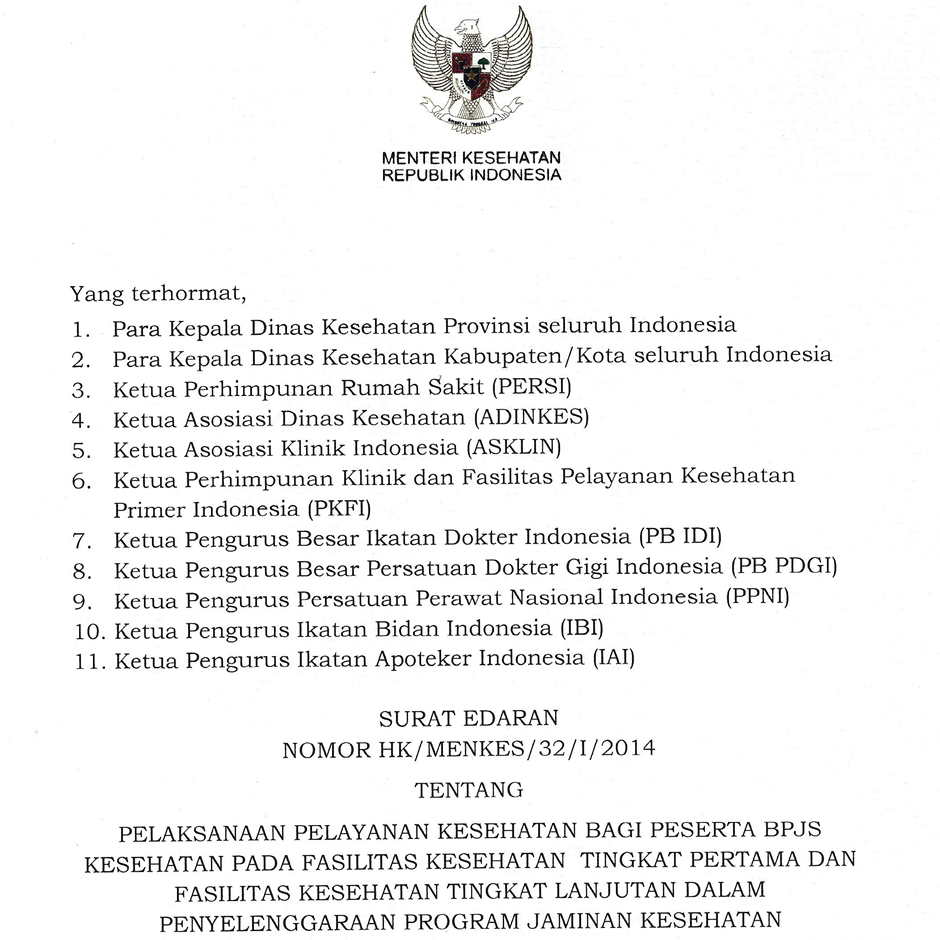 MENTERI KESEHATAN
REPUBLIK INDONESIA
Yang terhormat,
1. Para Kepala Dinas Kesehatan Provinsi seluruh Indonesia
2. Para Kepala Dinas Kesehatan Kabupaten/Kota seluruh Indonesia
3. Ketua Perhimpunan Rumah Sakit (PERSI)
4. Ketua Asosiasi Dinas Kesehatan (ADINKES)
5. Ketua Asosiasi Klinik Indonesia (ASKLIN)
6. Ketua Perhimpunan Klinik dan Fasilitas Pelayanan Kesehatan
Primer Indonesia (PKFI)
7. Ketua Pengurus Besar Ikatan Dokter Indonesia (PB IDI)
8. Ketua Pengurus Besar Persatuan Dokter Gigi Indonesia (PB PDGI)
9. Ketua Pengurus Persatuan Perawat Nasional Indonesia (PPNI)
10. Ketua Pengurus Ikatan Bidan Indonesia (IBI)
11. Ketua Pengurus Ikatan Apoteker Indonesia (IAI)
SURAT EDARAN
NOMOR HK/MENKES/32/I/2014
TENTANG
PELAKSANAAN PELAYANAN KESEHATAN BAGI PESERTA BPJS
KESEHATAN PADA FASILITAS KESEHATAN TINGKAT PERTAMA DAN
FASILITAS KESEHATAN TINGKAT LANJUTAN DALAM
PENYELENGGARAAN PROGRAM JAMINAN KESEHATAN